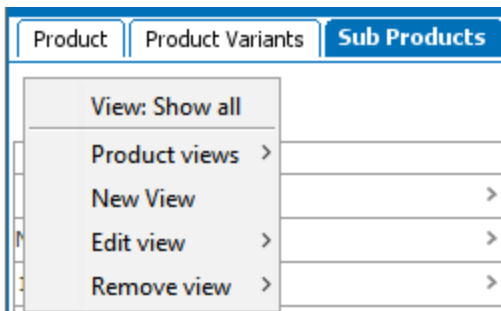 Product Product Variants Sub Products
View: Show all
Product views
New View
Edit view
Remove view